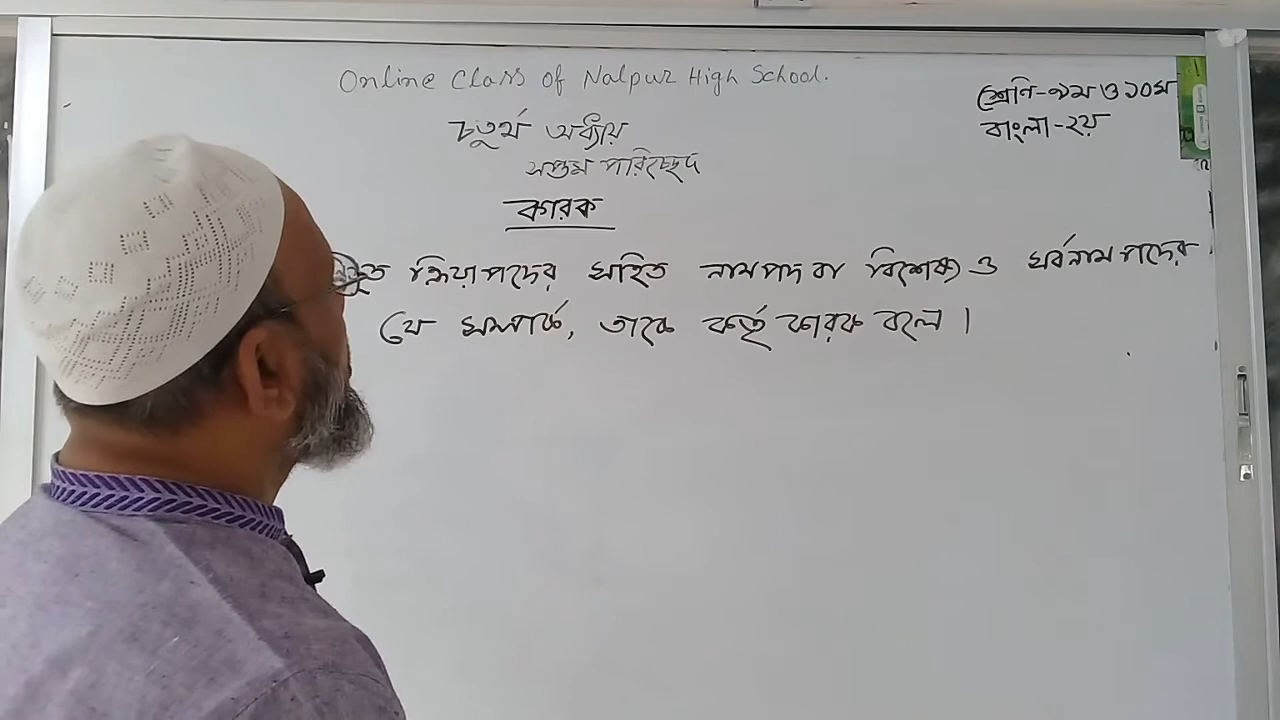 Online Class of Nalpur High School.
শ্রেণি-৯ম ও ১০ম
বাংলা-২য়
চতুর্থ অধ্যায়
সপ্তম পরিচ্ছেদ
কারক
ক্রিয়াপদের সহিত নামপদ বা বিশেষ্য ও সর্বনাম পদের
যে সম্পর্ক, তাকে কর্তৃ কারক বলে।